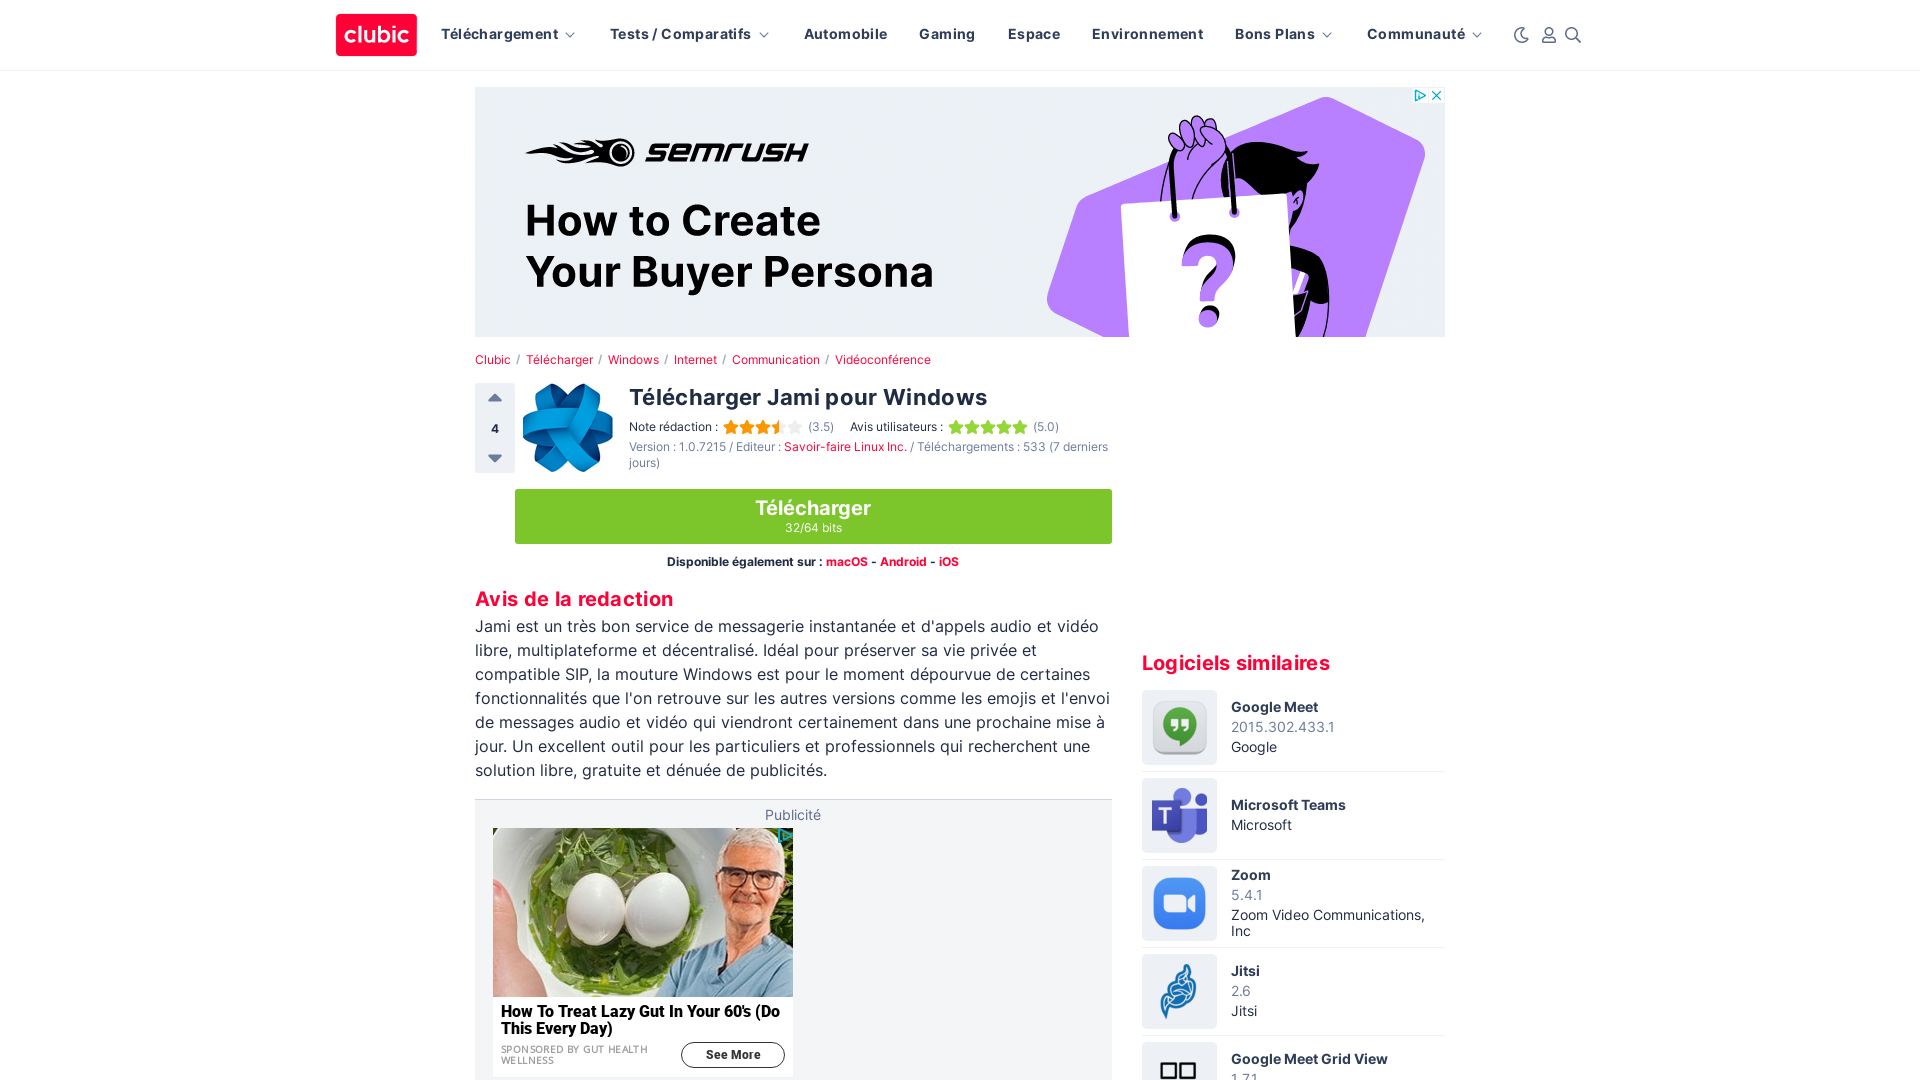 clubic
Téléchargement
Tests / Comparatifs
Automobile
Gaming
Espace
Environnement
Bons Plans
Communauté
semrush
How to Create
Your Buyer Persona
?
Clubic / Télécharger / Windows / Internet / Communication / Vidéoconférence
4
Télécharger Jami pour Windows
Note rédaction : (3.5) Avis utilisateurs : (5.0)
Version : 1.0.7215 / Editeur : Savoir-faire Linux Inc. / Téléchargements : 533 (7 derniers
jours)
Télécharger
32/64 bits
Disponible également sur : macOS - Android - iOS
Avis de la redaction
Jami est un très bon service de messagerie instantanée et d'appels audio et vidéo
libre, multiplateforme et décentralisé. Idéal pour préserver sa vie privée et
compatible SIP, la mouture Windows est pour le moment dépourvue de certaines
fonctionnalités que l'on retrouve sur les autres versions comme les emojis et l'envoi
de messages audio et vidéo qui viendront certainement dans une prochaine mise à
jour. Un excellent outil pour les particuliers et professionnels qui recherchent une
solution libre, gratuite et dénuée de publicités.
Publicité
How To Treat Lazy Gut In Your 60's (Do
This Every Day)
SPONSORED BY GUT HEALTH
WELLNESS
See More
Logiciels similaires
Google Meet
2015.302.433.1
Google
T
Microsoft Teams
Microsoft
Zoom
5.4.1
Zoom Video Communications,
Inc
Jitsi
2.6
Jitsi
Google Meet Grid View
1.7.1